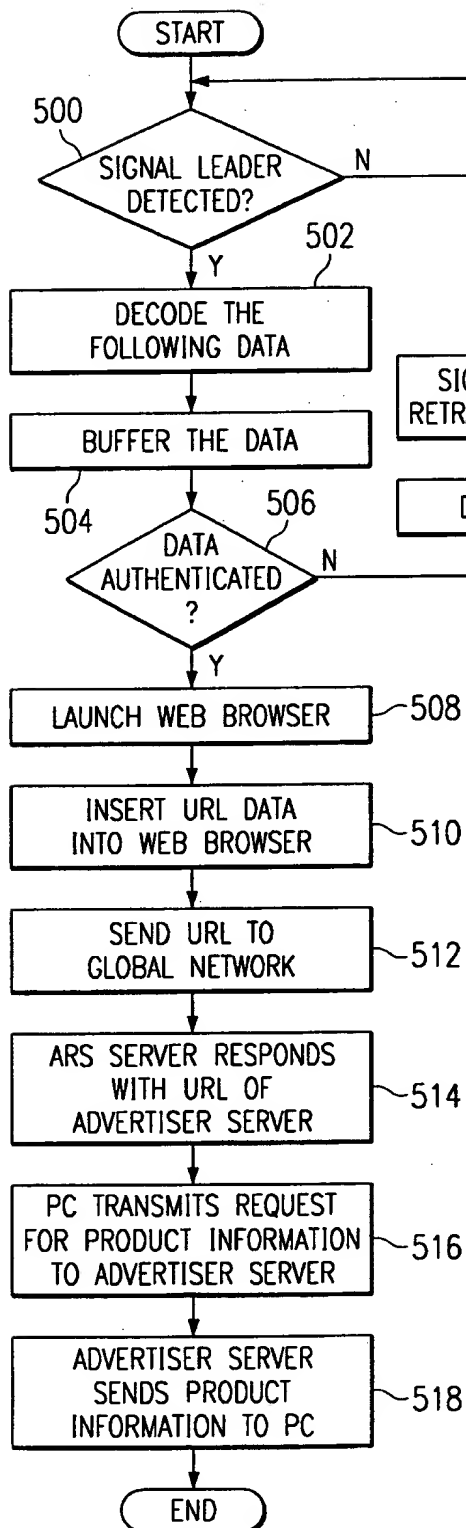 START
500
SIGNAL LEADER
DETECTED?
N
Y
502
DECODE THE
FOLLOWING DATA
BUFFER THE DATA
504
506
DATA
AUTHENTICATED
?
N
Y
LAUNCH WEB BROWSER
508
INSERT URL DATA
INTO WEB BROWSER
510
SEND URL TO
GLOBAL NETWORK
512
ARS SERVER RESPONDS
WITH URL OF
ADVERTISER SERVER
514
PC TRANSMITS REQUEST
FOR PRODUCT INFORMATION
TO ADVERTISER SERVER
516
ADVERTISER SERVER
SENDS PRODUCT
INFORMATION TO PC
518
END